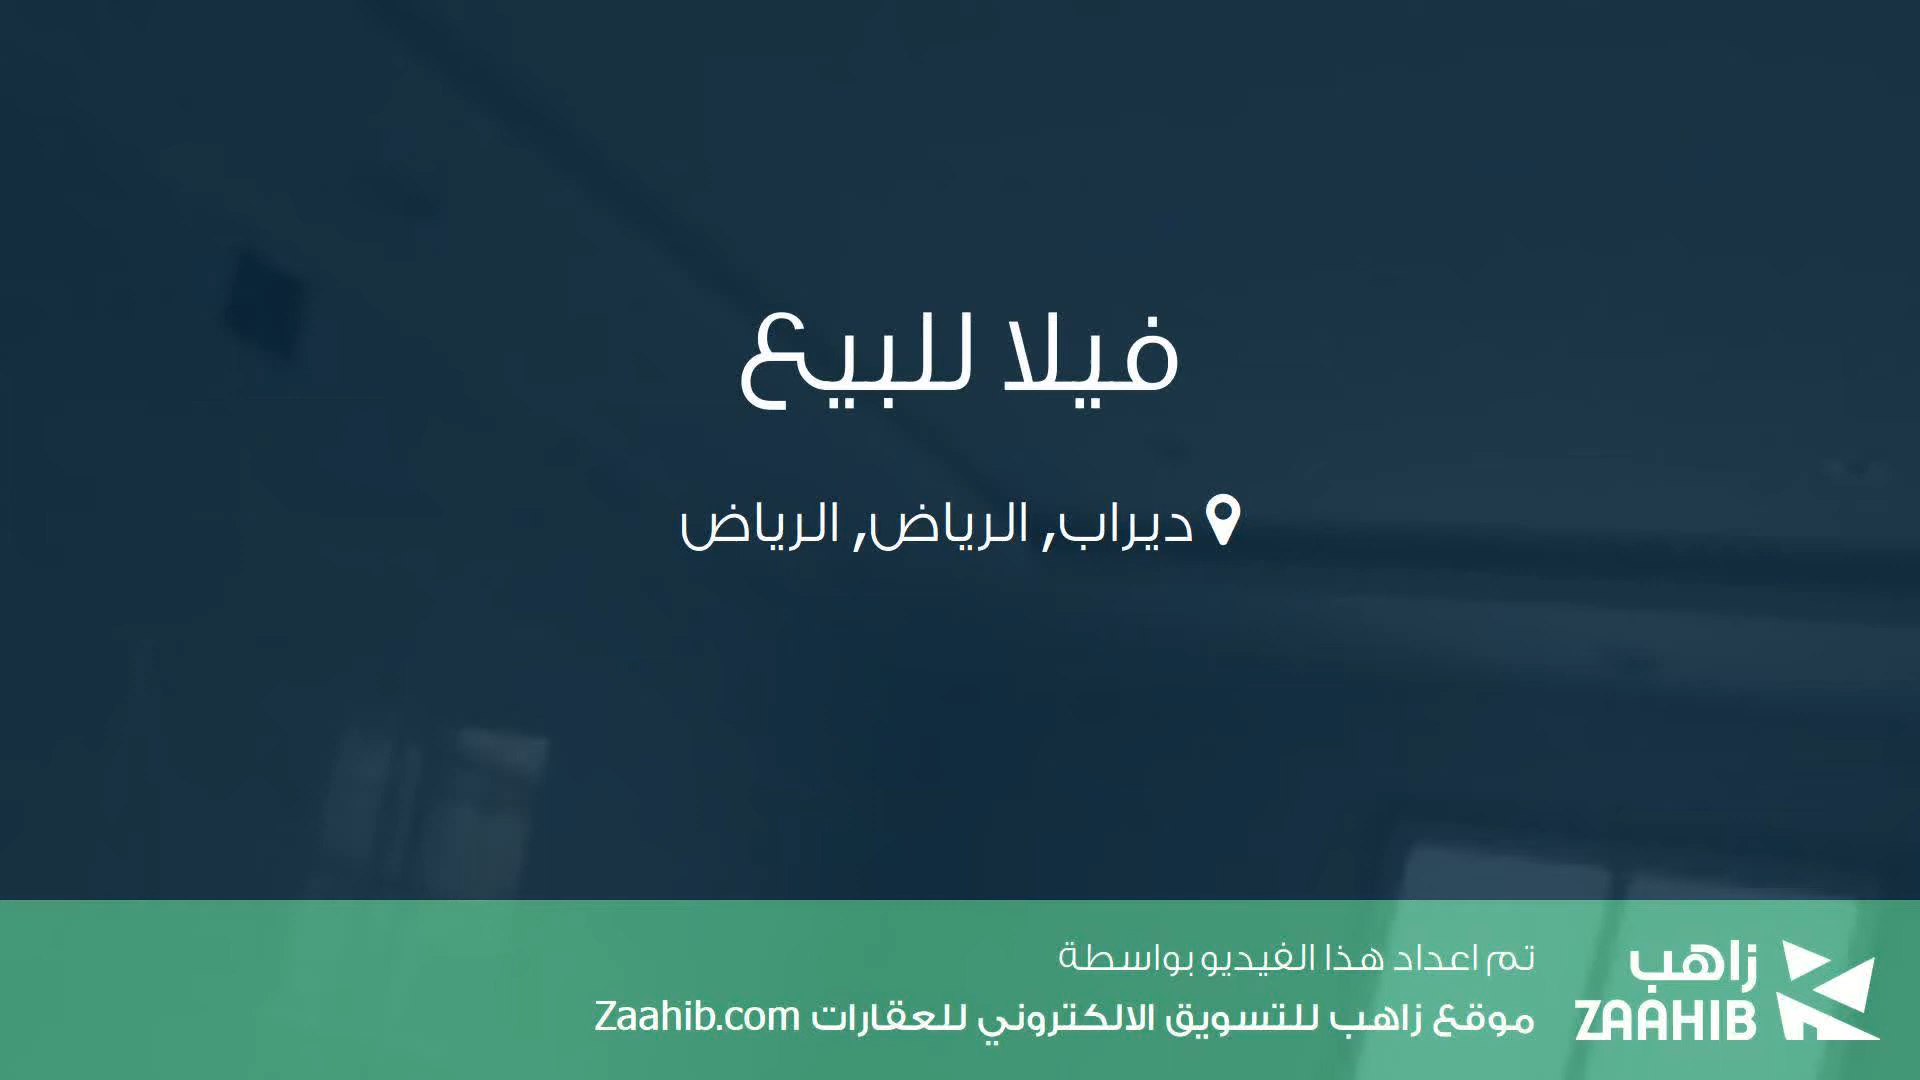 فيلا للبيع
ديراب, الرياض, الرياض
تم اعداد هذا الفيديو بواسطة
موقع زاهب للتسويق الالكتروني للعقارات Zaahib.com
زاهب
ZAAHIB